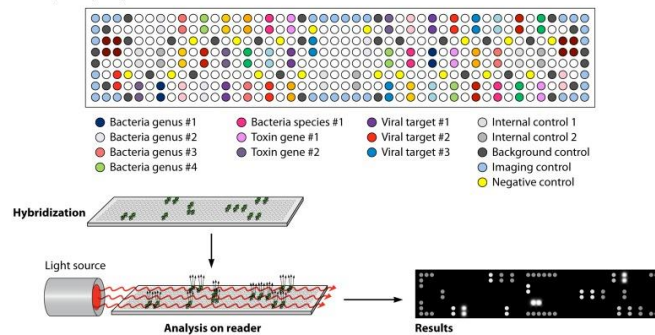 Bacteria genus #1
Bacteria genus #2
Bacteria genus #3
Bacteria genus #4
Bacteria species #1
Toxin gene #1
Toxin gene #2
Viral target #1
Viral target #2
Viral target #3
Internal control 1
Internal control 2
Background control
Imaging control
Negative control
Hybridization
Light source
Analysis on reader
Results